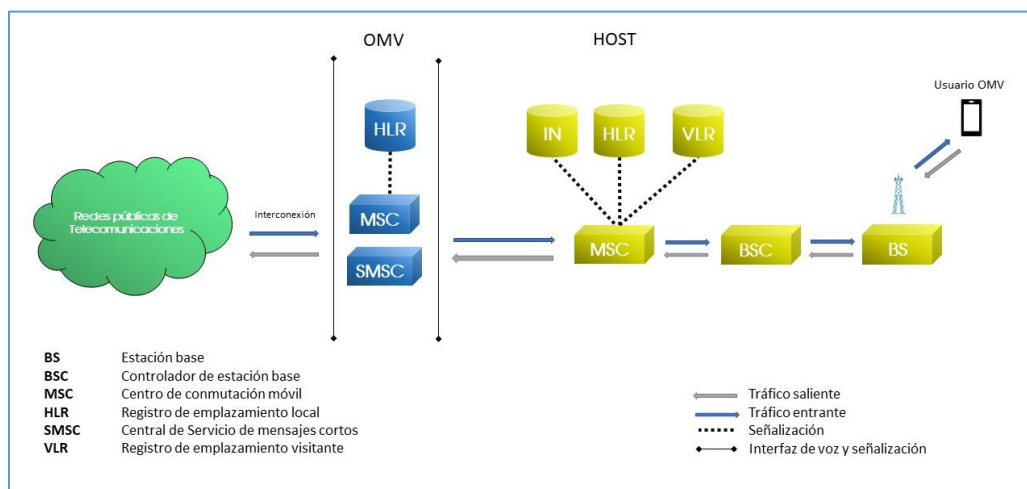 OMV
HOST
Usuario OMV
HLR
IN
HLR
VLR
Redes públicas de
Telecomunicaciones
Interconexión
MSC
SMSC
MSC
BSC
BS
BS Estación base
BSC Controlador de estación base
MSC Centro de conmutación móvil
HLR Registro de emplazamiento local
SMSC Central de Servicio de mensajes cortos
VLR Registro de emplazamiento visitante
Tráfico saliente
Tráfico entrante
Señalización
Interfaz de voz y señalización